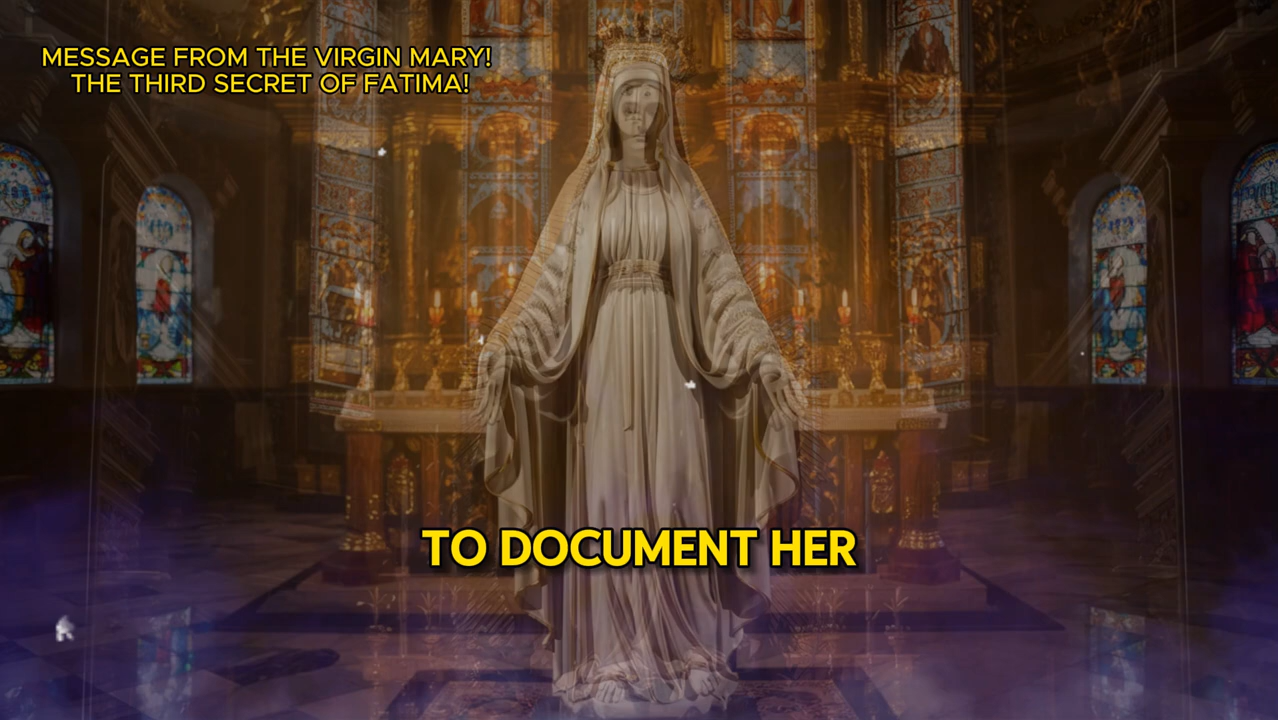 MESSAGE FROM THE VIRGIN MARY!
THE THIRD SECRET OF FATIMA!
TO DOCUMENT HER